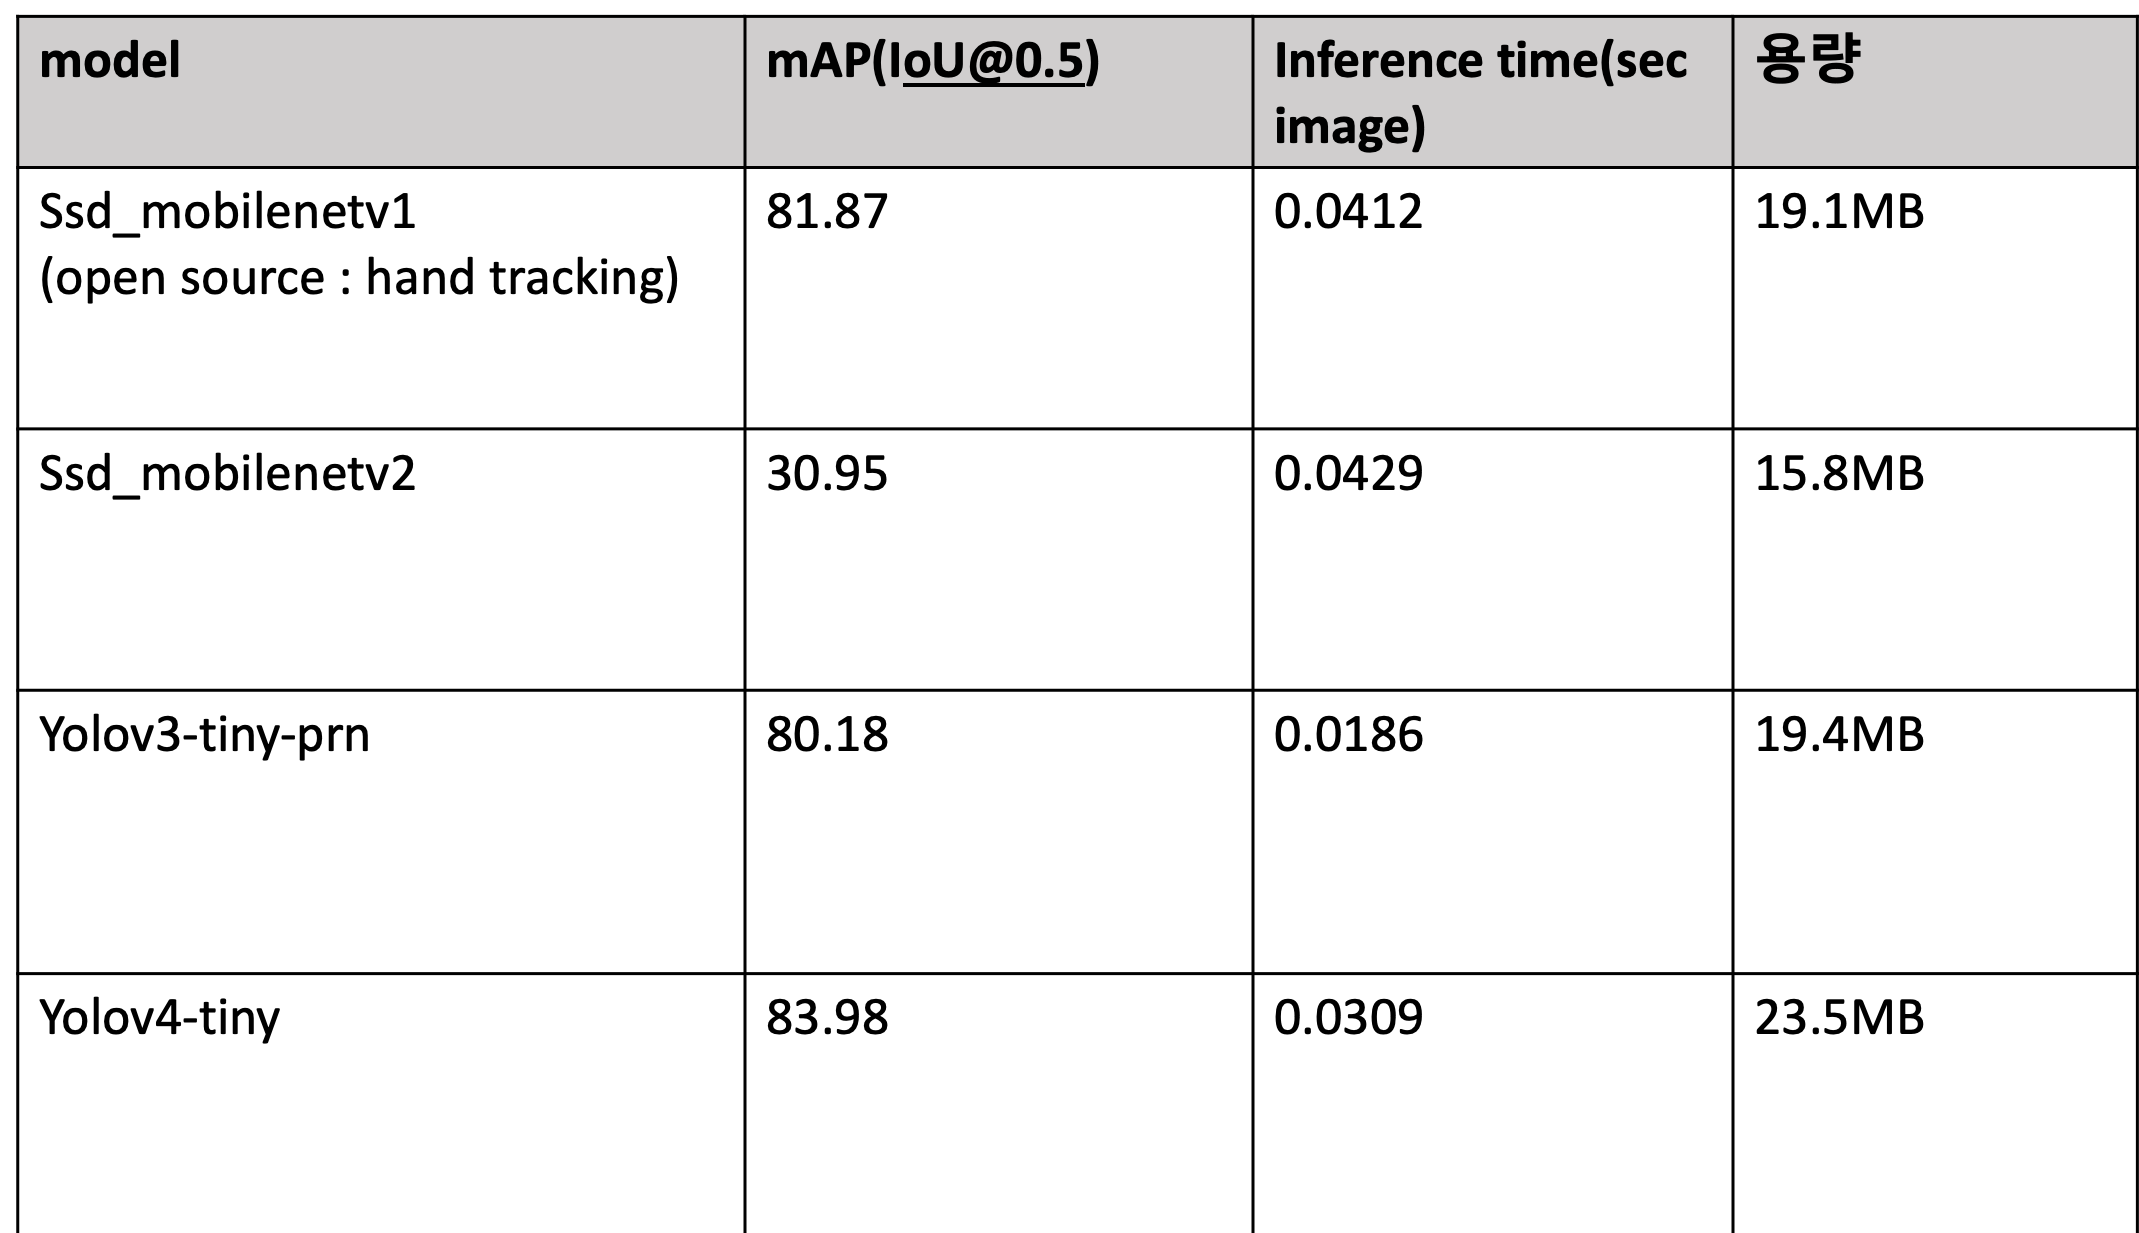 model
mAP(IoU@0.5)
Inference time(sec
image)
용량
Ssd_mobilenetv1
(open source : hand tracking)
81.87
0.0412
19.1MB
Ssd_mobilenetv2
30.95
0.0429
15.8MB
Yolov3-tiny-prn
80.18
0.0186
19.4MB
Yolov4-tiny
83.98
0.0309
23.5MB